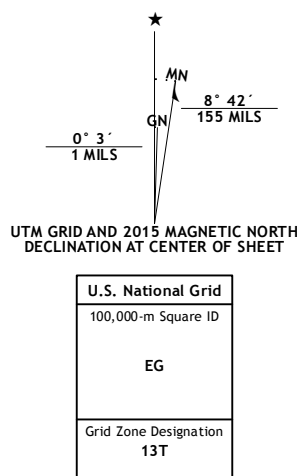 MN
GN
8° 42´
155 MILS
0° 3´
1 MILS
UTM GRID AND 2015 MAGNETIC NORTH
DECLINATION AT CENTER OF SHEET
U.S. National Grid
100,000-m Square ID
EG
Grid Zone Designation
13T